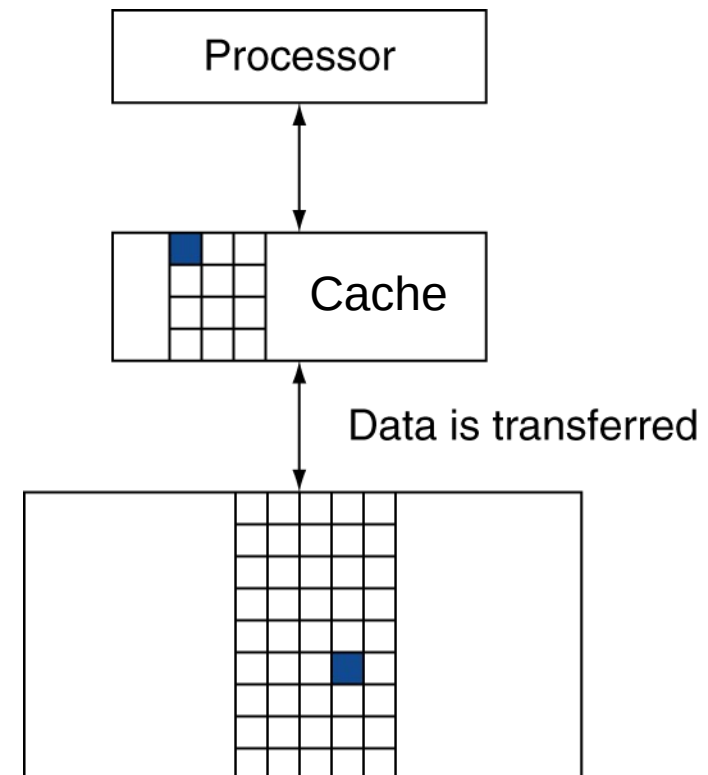 Processor
Cache
Data is transferred